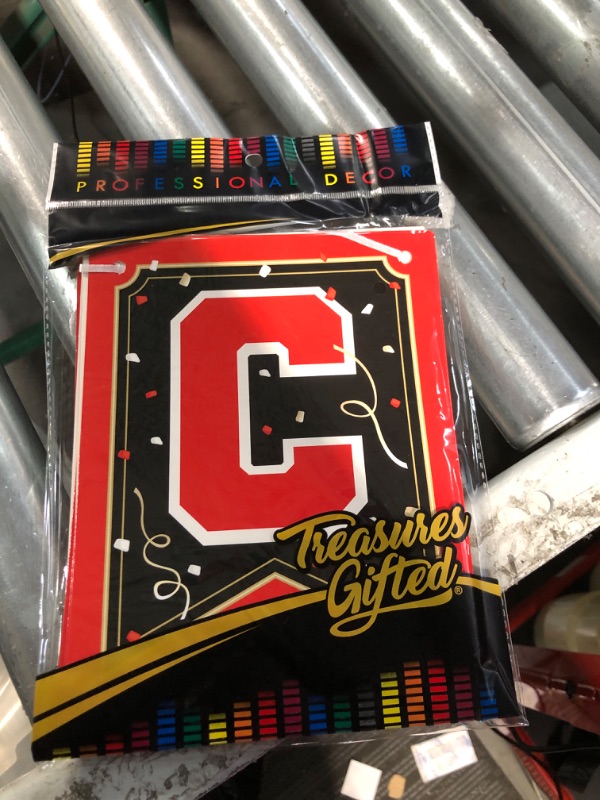 PROFESSIONAL DECOR
C
Treasures
Gifted®